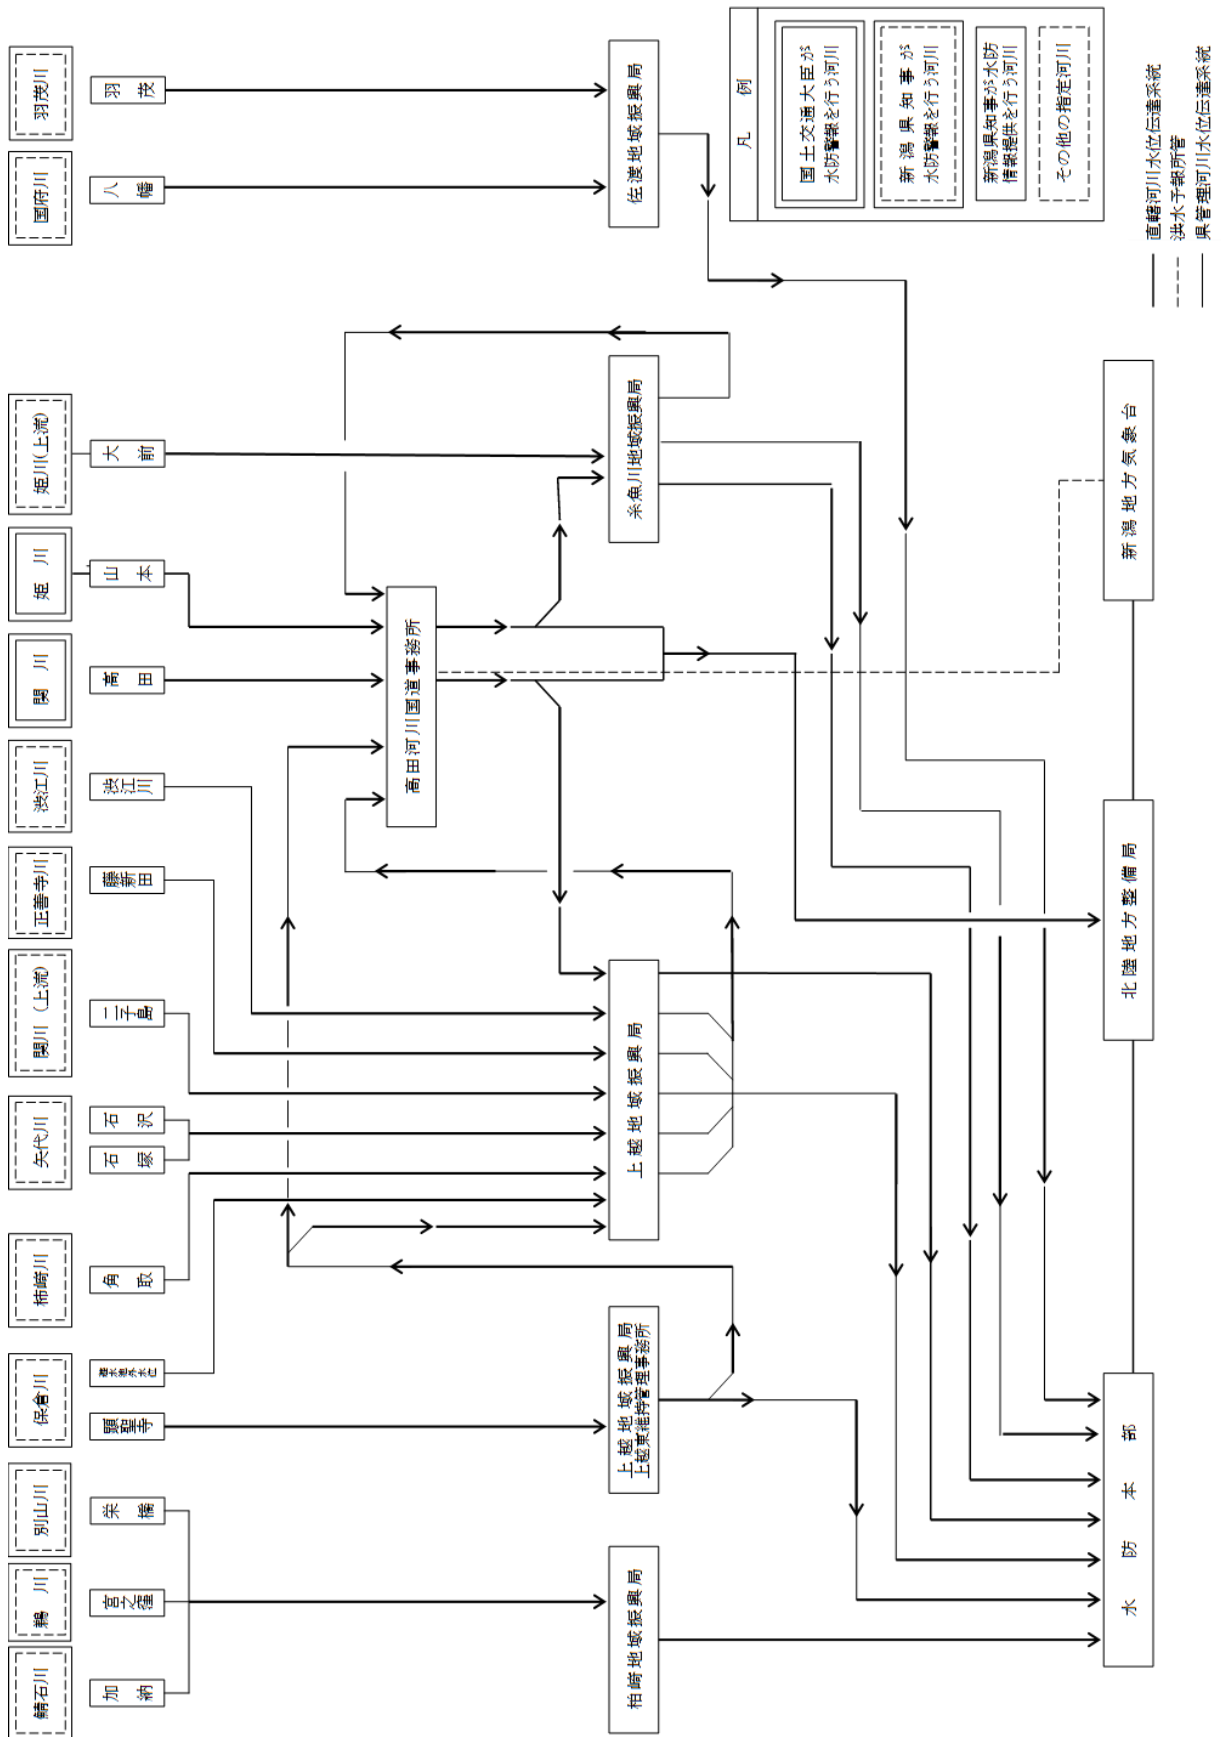 鯖石川
鵜川
別山川
保倉川
柿崎川
矢代川
関川（上流）
正善寺川
渋江川
関川
姫川
姫川（上流）
国府川
羽茂川
加納
宮之窪
栄橋
顕聖寺
角取
石塚
石沢
二子島
藤新田
渋江川
高田
山本
大前
八幡
羽茂
高田河川国道事務所
柏崎地域振興局
上越地域振興局
上越東維持管理事務所
上越地域振興局
糸魚川地域振興局
佐渡地域振興局
水防本部
北陸地方整備局
新潟地方気象台
凡例
国土交通大臣が
水防警報を行う河川
新潟県知事が
水防警報を行う河川
新潟県知事が水防
情報提供を行う河川
その他の指定河川
直轄河川水位伝達系統
洪水予報所管
県管理河川水位伝達系統